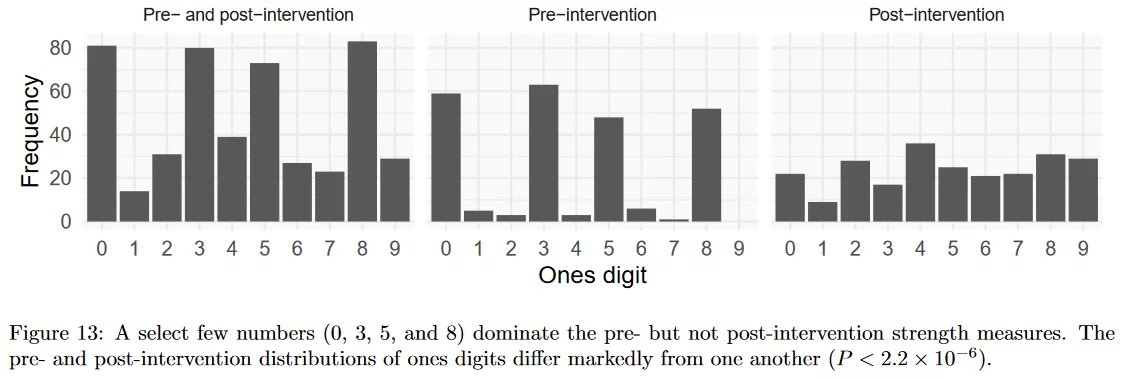 Pre− and post−intervention
Pre−intervention
Post−intervention
Frequency
80
60
40
20
0
0 1 2 3 4 5 6 7 8 9
0 1 2 3 4 5 6 7 8 9
0 1 2 3 4 5 6 7 8 9
Ones digit
Figure 13: A select few numbers (0, 3, 5, and 8) dominate the pre- but not post-intervention strength measures. The
pre- and post-intervention distributions of ones digits differ markedly from one another (P < 2.2 × 10⁻⁶).